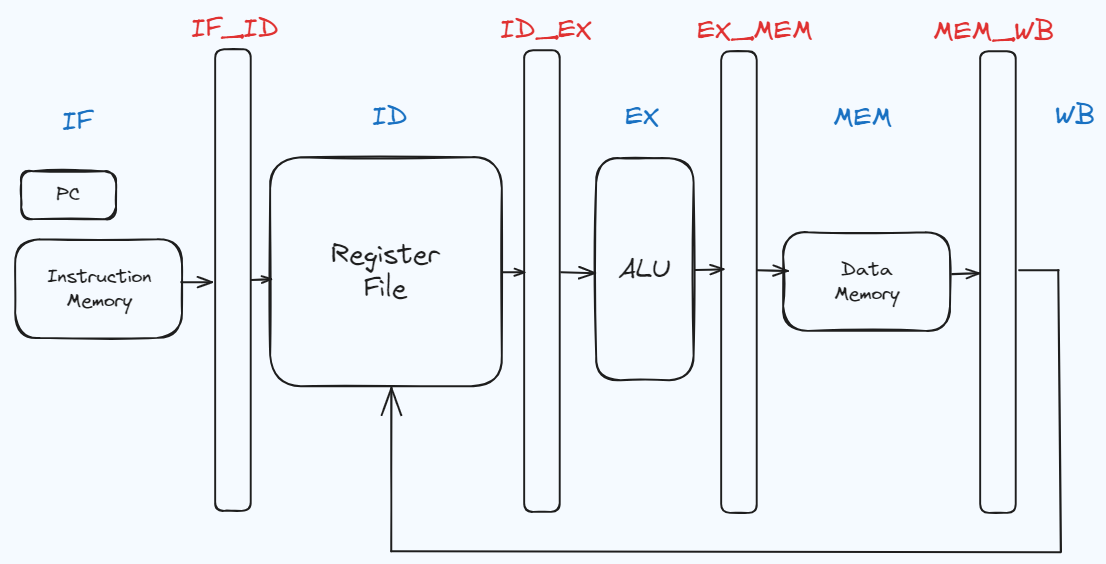 IF_ID
ID_EX
EX_MEM
MEM_WB
IF
ID
EX
MEM
WB
PC
Instruction
Memory
Register
File
ALU
Data
Memory